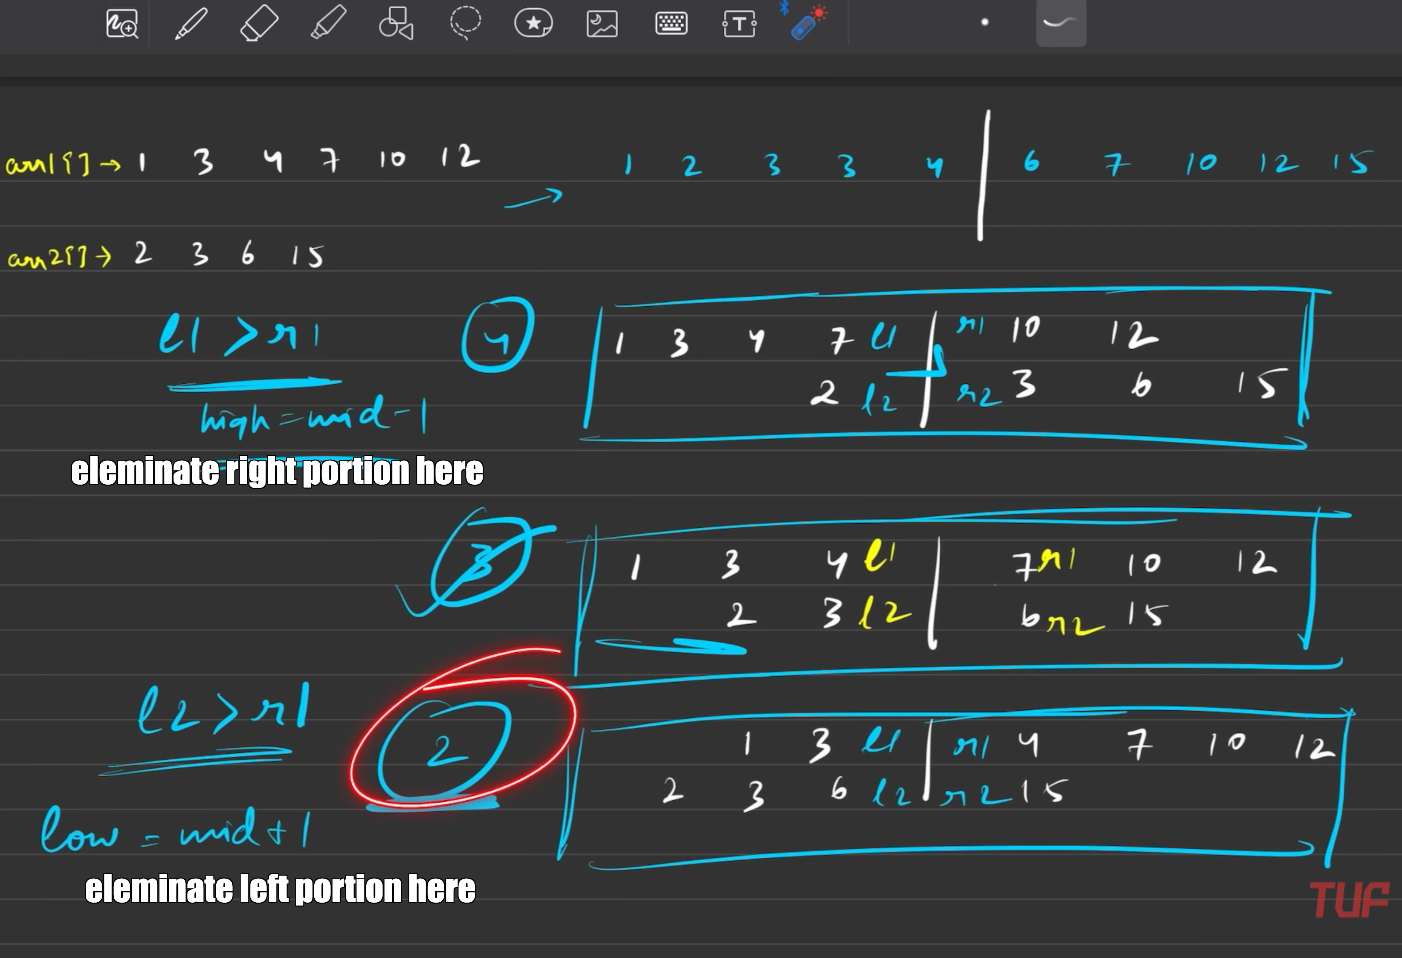 arr1[] → 1 3 4 7 10 12
1 2 3 3 4 | 6 7 10 12 15
arr2[] → 2 3 6 15
l1 > r1
4
1 3 4 7 l1 | r1 10 12
2 l2 | r2 3 6 15
high = mid - 1
eleminate right portion here
3
1 3 4 l1 | 7 r1 10 12
2 3 l2 | 6 r2 15
l2 > r1
2
1 3 l1 | r1 4 7 10 12
2 3 6 l2 | r2 15
low = mid + 1
eleminate left portion here
TUF